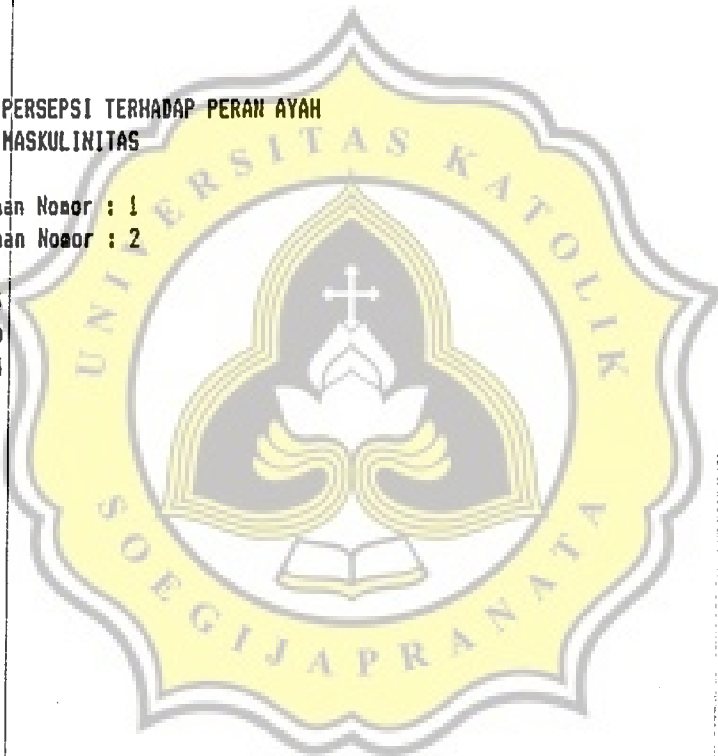 PERSEPSI TERHADAP PERAN AYAH
MASKULINITAS
an Nomor : 1
an Nomor : 2
UNIVERSITAS KATOLIK
SOEGIJAPRANATA